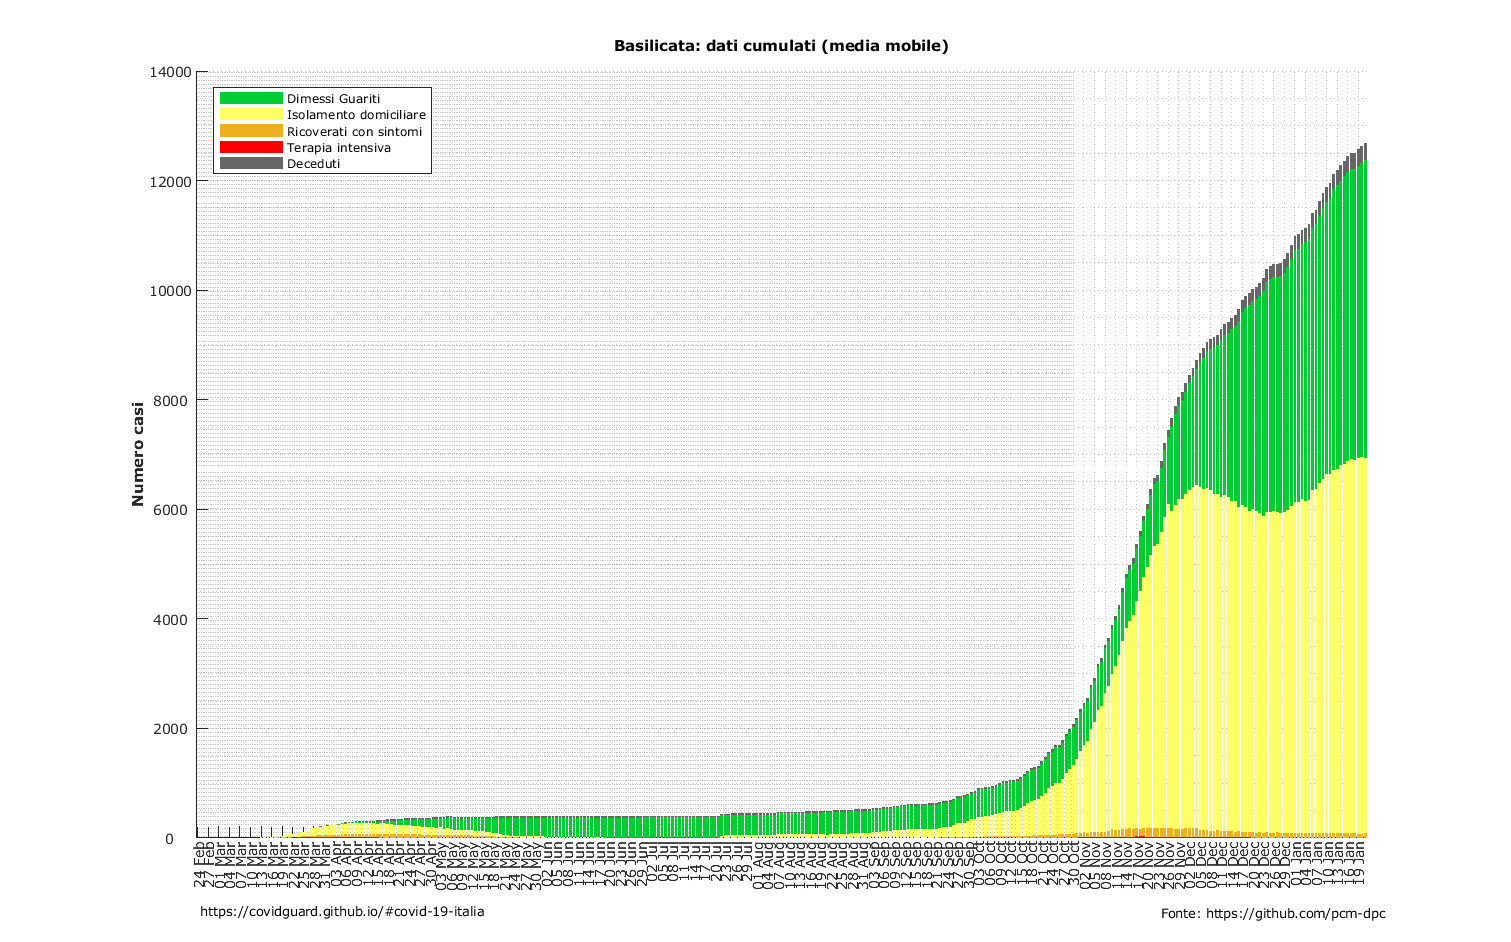 Basilicata: dati cumulati (media mobile)
14000
12000
10000
8000
6000
4000
2000
0
Numero casi
Dimessi Guariti
Isolamento domiciliare
Ricoverati con sintomi
Terapia intensiva
Deceduti
24 Feb
27 Feb
01 Mar
04 Mar
07 Mar
10 Mar
13 Mar
16 Mar
19 Mar
22 Mar
25 Mar
28 Mar
31 Mar
03 Apr
06 Apr
09 Apr
12 Apr
15 Apr
18 Apr
21 Apr
24 Apr
27 Apr
30 Apr
03 May
06 May
09 May
12 May
15 May
18 May
21 May
24 May
27 May
30 May
02 Jun
05 Jun
08 Jun
11 Jun
14 Jun
17 Jun
20 Jun
23 Jun
26 Jun
29 Jun
02 Jul
05 Jul
08 Jul
11 Jul
14 Jul
17 Jul
20 Jul
23 Jul
26 Jul
29 Jul
01 Aug
04 Aug
07 Aug
10 Aug
13 Aug
16 Aug
19 Aug
22 Aug
25 Aug
28 Aug
31 Aug
03 Sep
06 Sep
09 Sep
12 Sep
15 Sep
18 Sep
21 Sep
24 Sep
27 Sep
30 Sep
03 Oct
06 Oct
09 Oct
12 Oct
15 Oct
18 Oct
21 Oct
24 Oct
27 Oct
30 Oct
02 Nov
05 Nov
08 Nov
11 Nov
14 Nov
17 Nov
20 Nov
23 Nov
26 Nov
29 Nov
02 Dec
05 Dec
08 Dec
11 Dec
14 Dec
17 Dec
20 Dec
23 Dec
26 Dec
29 Dec
01 Jan
04 Jan
07 Jan
10 Jan
13 Jan
16 Jan
19 Jan
https://covidguard.github.io/#covid-19-italia
Fonte: https://github.com/pcm-dpc